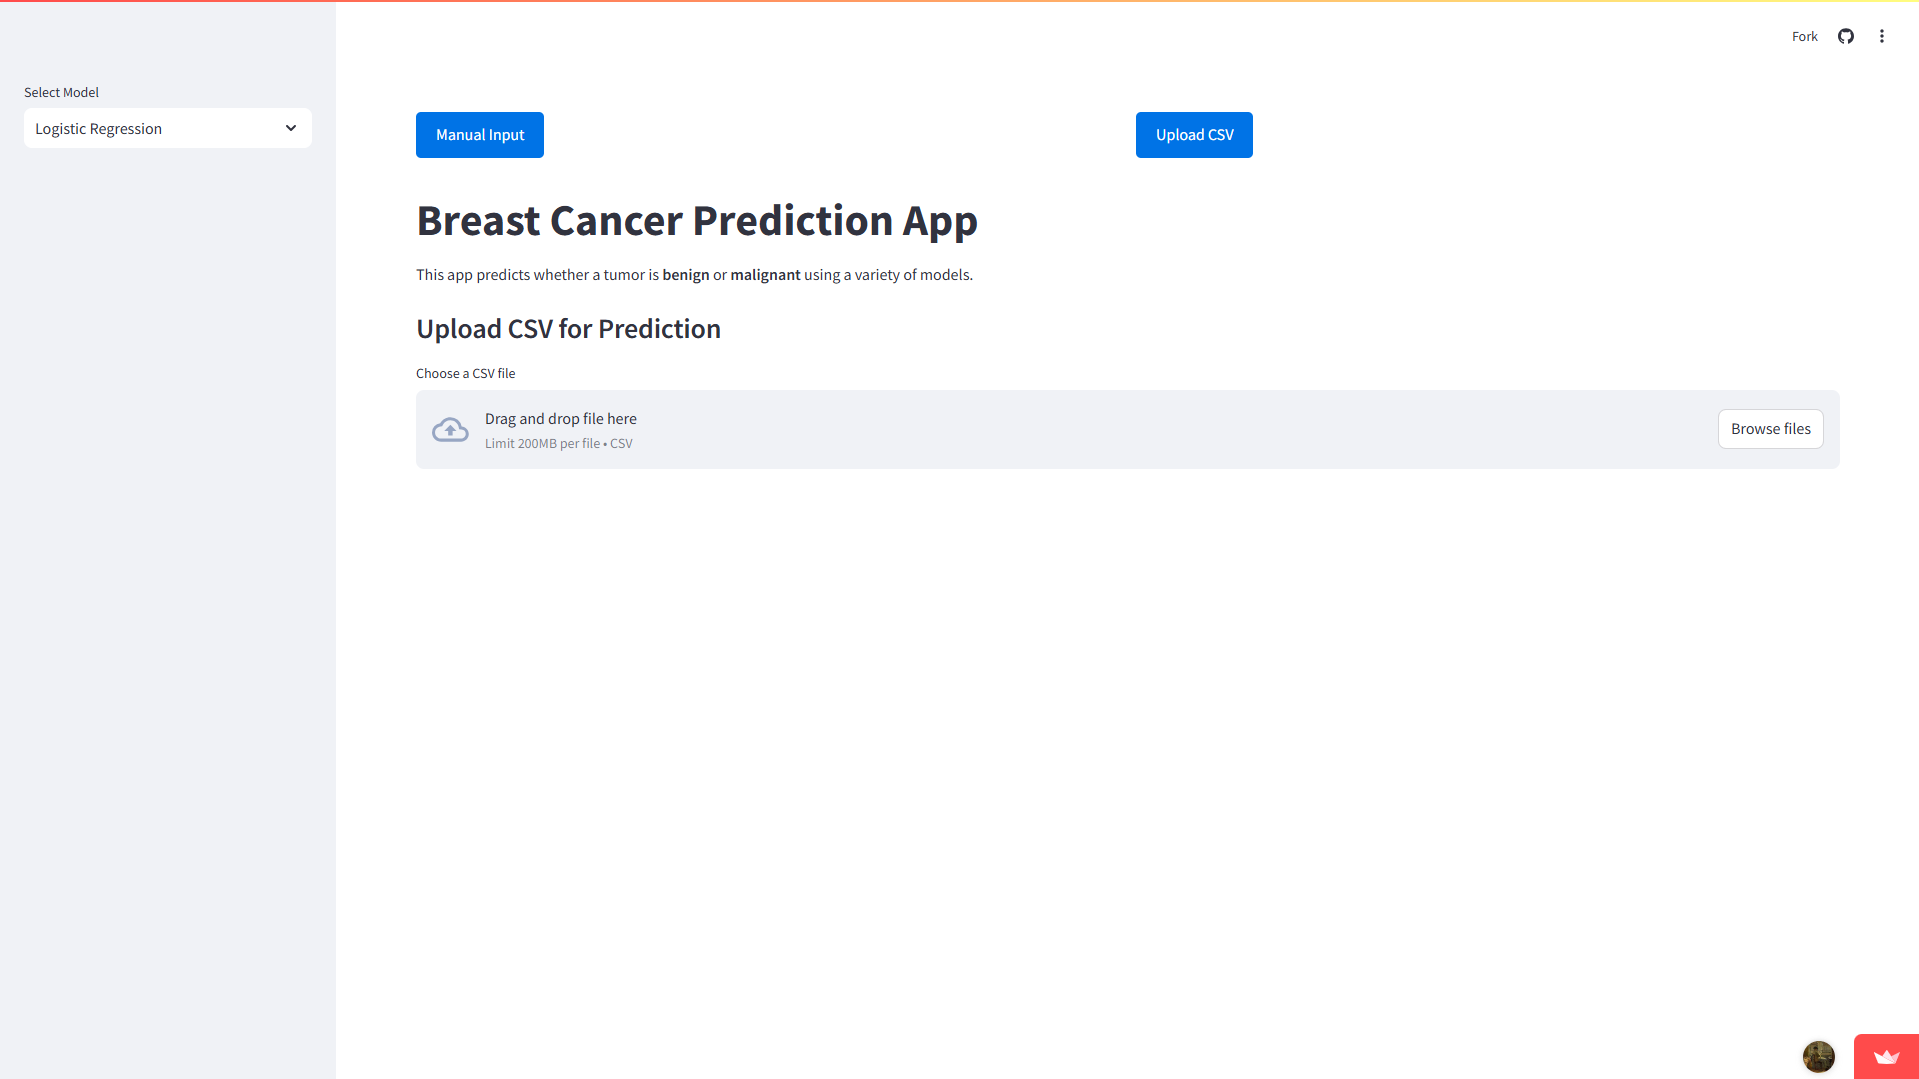 Fork
Select Model
Logistic Regression
Manual Input
Upload CSV
Breast Cancer Prediction App
This app predicts whether a tumor is benign or malignant using a variety of models.
Upload CSV for Prediction
Choose a CSV file
Drag and drop file here
Limit 200MB per file • CSV
Browse files